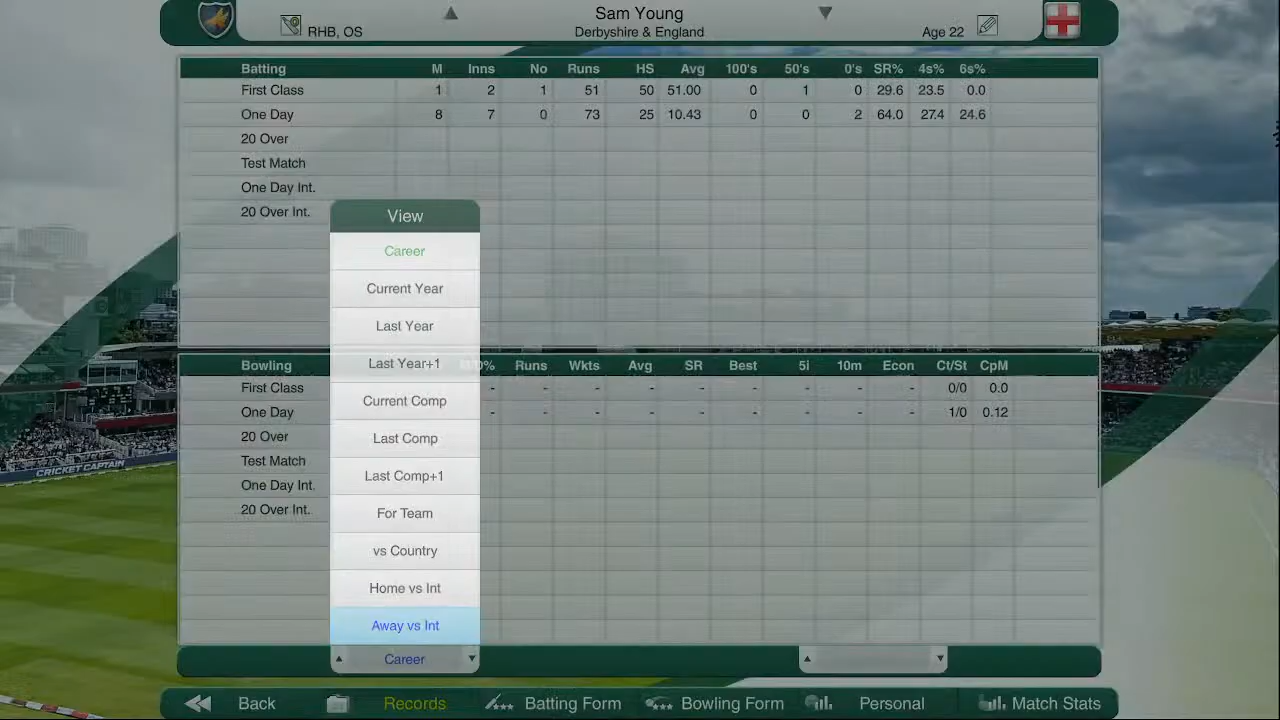 Sam Young
RHB, OS
Derbyshire & England
Age 22
Batting M Inns No Runs HS Avg 100's 50's 0's SR% 4s% 6s%
First Class 1 2 1 51 50 51.00 0 1 0 29.6 23.5 0.0
One Day 8 7 0 73 25 10.43 0 0 2 64.0 27.4 24.6
20 Over
Test Match
One Day Int.
20 Over Int.
View
Career
Current Year
Last Year
Last Year+1
Current Comp
Last Comp
Last Comp+1
For Team
vs Country
Home vs Int
Away vs Int
Career
Bowling Runs Wkts Avg SR Best 5i 10m Econ Ct/St CpM
First Class - - - - - - - - - 0/0 0.0
One Day - - - - - - - - - 1/0 0.12
20 Over
Test Match
One Day Int.
20 Over Int.
CRICKET CAPTAIN
Back Records Batting Form Bowling Form Personal Match Stats